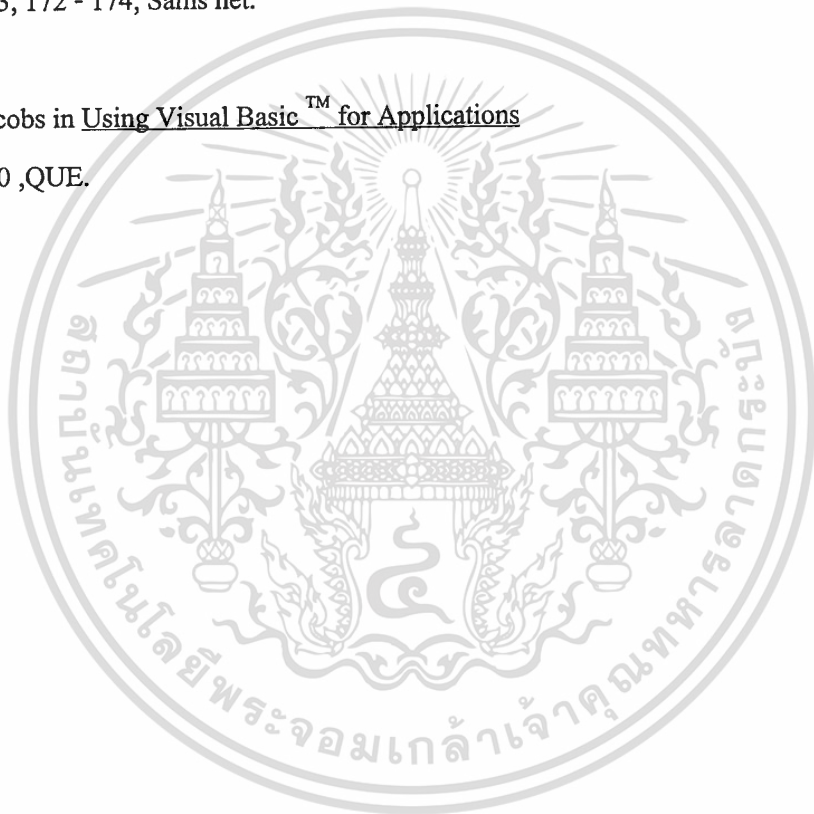 172 - 174, Sams net.
cobs in Using Visual Basic ™ for Applications
0 ,QUE.
สถาบันเทคโนโลยีพระจอมเกล้าเจ้าคุณทหารลาดกระบัง